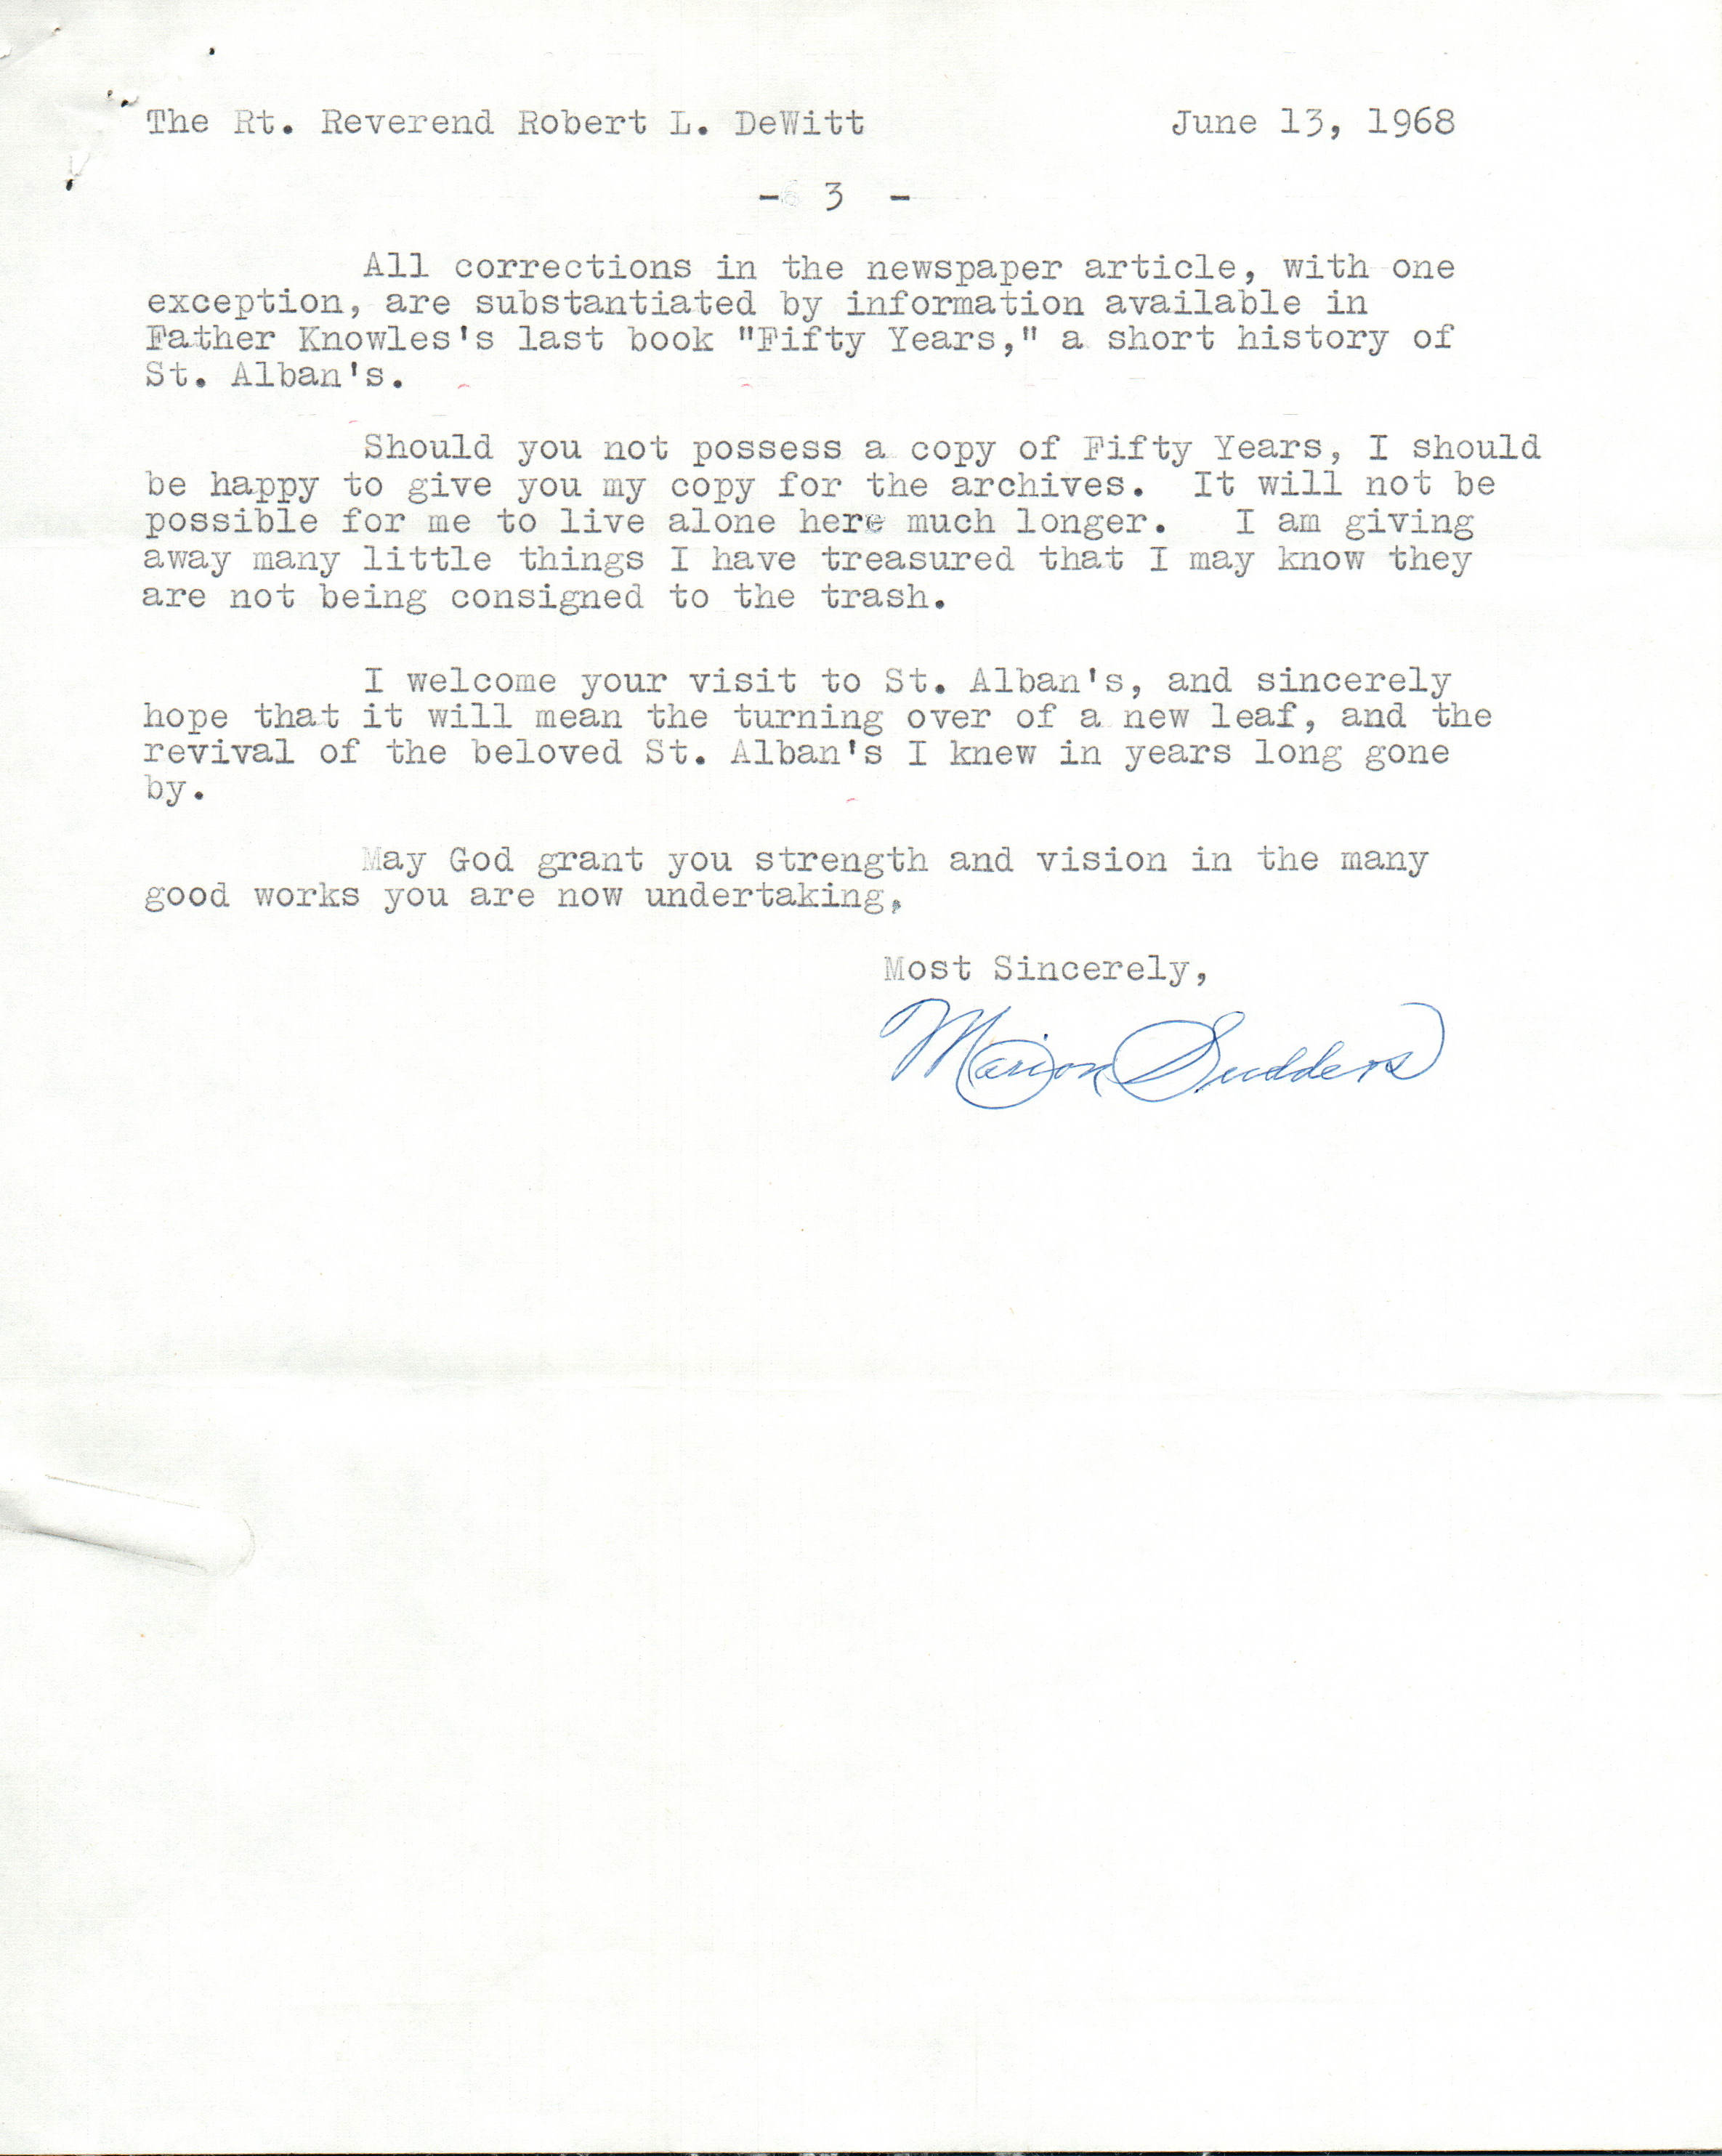 The Rt. Reverend Robert L. DeWitt June 13, 1968
- 3 -
All corrections in the newspaper article, with one
exception, are substantiated by information available in
Father Knowles's last book "Fifty Years," a short history of
St. Alban's.
Should you not possess a copy of Fifty Years, I should
be happy to give you my copy for the archives. It will not be
possible for me to live alone here much longer. I am giving
away many little things I have treasured that I may know they
are not being consigned to the trash.
I welcome your visit to St. Alban's, and sincerely
hope that it will mean the turning over of a new leaf, and the
revival of the beloved St. Alban's I knew in years long gone
by.
May God grant you strength and vision in the many
good works you are now undertaking,
Most Sincerely,
Marion Sudders